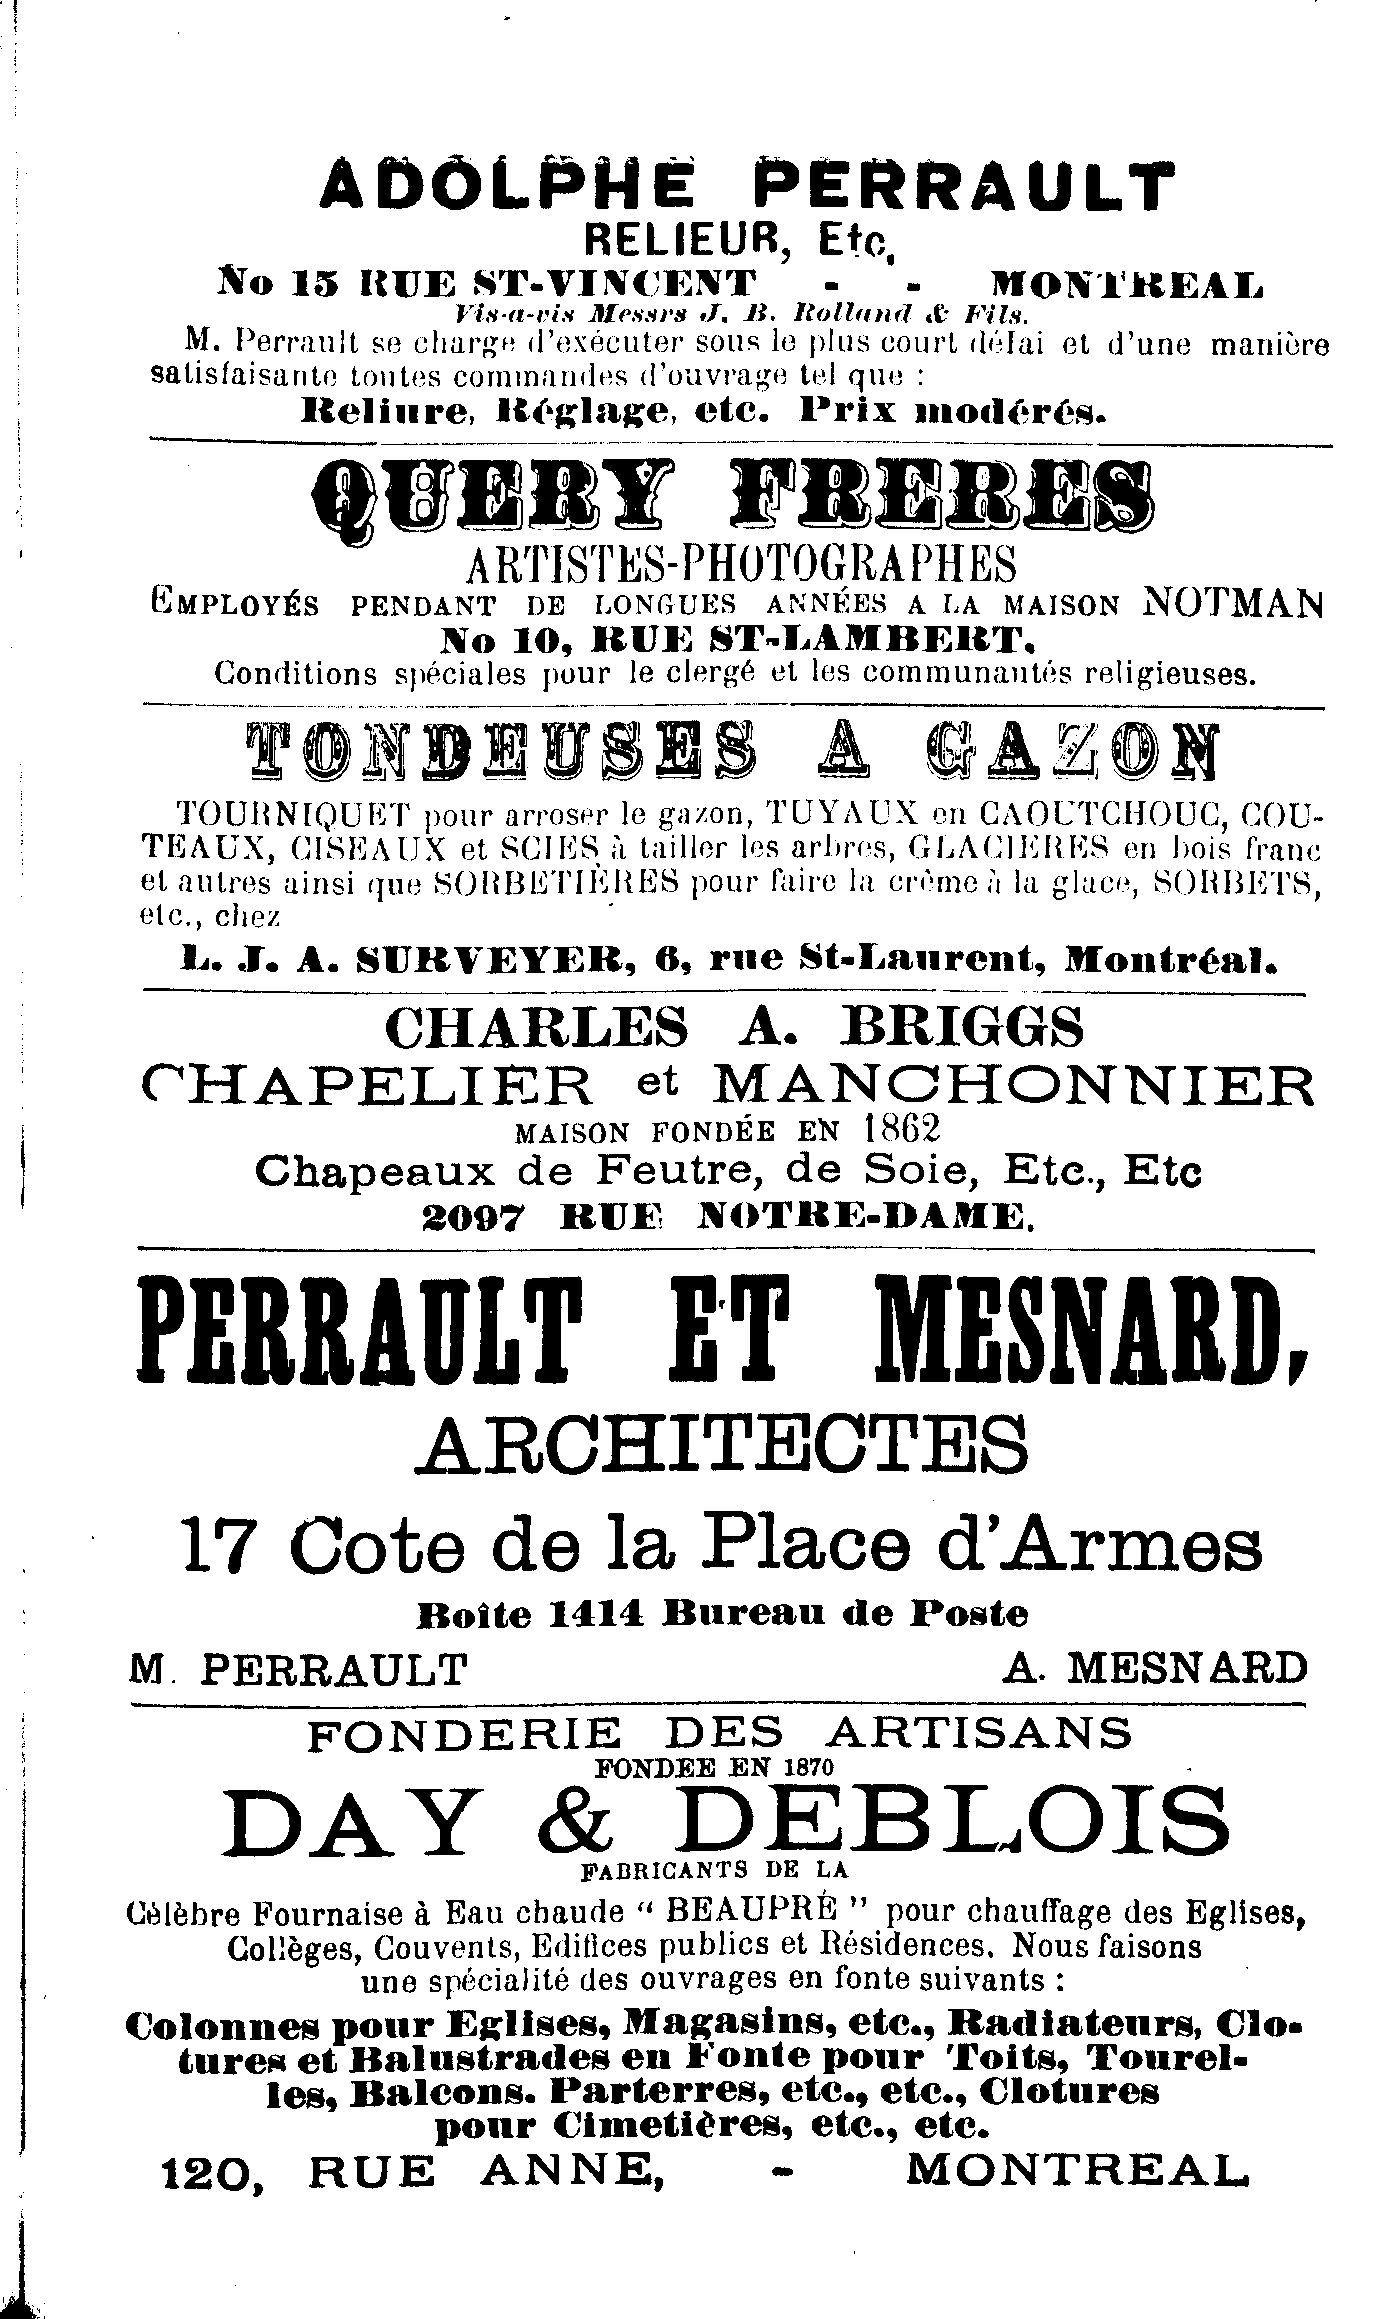 ADOLPHE PERRAULT
RELIEUR, Etc,
No 15 RUE ST-VINCENT - - MONTREAL
Vis-a-vis Messrs J. B. Rolland & Fils.
M. Perrault se charge d'exécuter sous le plus court délai et d'une manière
satisfaisante toutes commandes d'ouvrage tel que :
Reliure, Réglage, etc. Prix modérés.
QUERY FRERES
ARTISTES-PHOTOGRAPHES
EMPLOYÉS PENDANT DE LONGUES ANNÉES A LA MAISON NOTMAN
No 10, RUE ST-LAMBERT.
Conditions spéciales pour le clergé et les communautés religieuses.
TONDEUSES A GAZON
TOURNIQUET pour arroser le gazon, TUYAUX en CAOUTCHOUC, COU-
TEAUX, CISEAUX et SCIES à tailler les arbres, GLACIERES en bois franc
et autres ainsi que SORBETIÈRES pour faire la crème à la glace, SORBETS,
etc., chez
L. J. A. SURVEYER, 6, rue St-Laurent, Montréal.
CHARLES A. BRIGGS
CHAPELIER et MANCHONNIER
MAISON FONDÉE EN 1862
Chapeaux de Feutre, de Soie, Etc., Etc
2097 RUE NOTRE-DAME.
PERRAULT ET MESNARD,
ARCHITECTES
17 Cote de la Place d'Armes
Boîte 1414 Bureau de Poste
M. PERRAULT A. MESNARD
FONDERIE DES ARTISANS
FONDEE EN 1870
DAY & DEBLOIS
FABRICANTS DE LA
Célèbre Fournaise à Eau chaude " BEAUPRÉ " pour chauffage des Eglises,
Collèges, Couvents, Edifices publics et Résidences. Nous faisons
une spécialité des ouvrages en fonte suivants :
Colonnes pour Eglises, Magasins, etc., Radiateurs, Clo-
tures et Balustrades en Fonte pour Toits, Tourel-
les, Balcons. Parterres, etc., etc., Clotures
pour Cimetières, etc., etc.
120, RUE ANNE, - MONTREAL